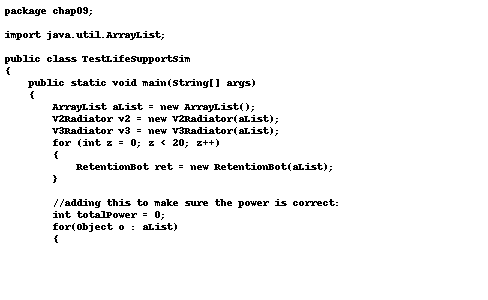 package chap09;
import java.util.ArrayList;
public class TestLifeSupportSim
{
public static void main(String[] args)
{
ArrayList aList = new ArrayList();
V2Radiator v2 = new V2Radiator(aList);
V3Radiator v3 = new V3Radiator(aList);
for (int z = 0; z < 20; z++)
{
RetentionBot ret = new RetentionBot(aList);
}
//adding this to make sure the power is correct:
int totalPower = 0;
for(Object o : aList)
{